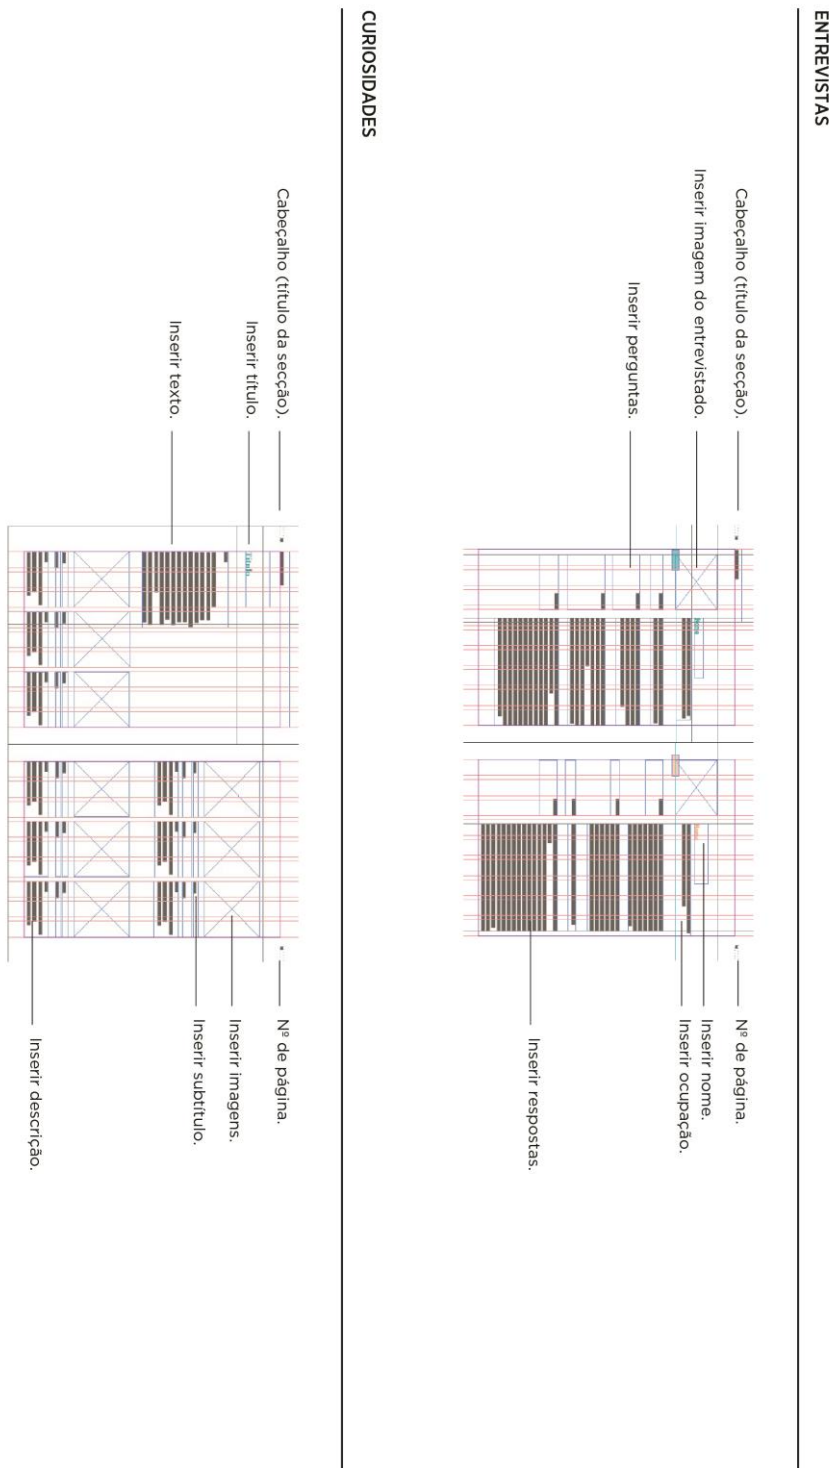 ENTREVISTAS
Cabeçalho (título da secção).
Inserir imagem do entrevistado.
Inserir perguntas.
Nº de página.
Inserir nome.
Inserir ocupação.
Inserir respostas.
CURIOSIDADES
Cabeçalho (título da secção).
Inserir título.
Inserir texto.
Nº de página.
Inserir imagens.
Inserir subtítulo.
Inserir descrição.